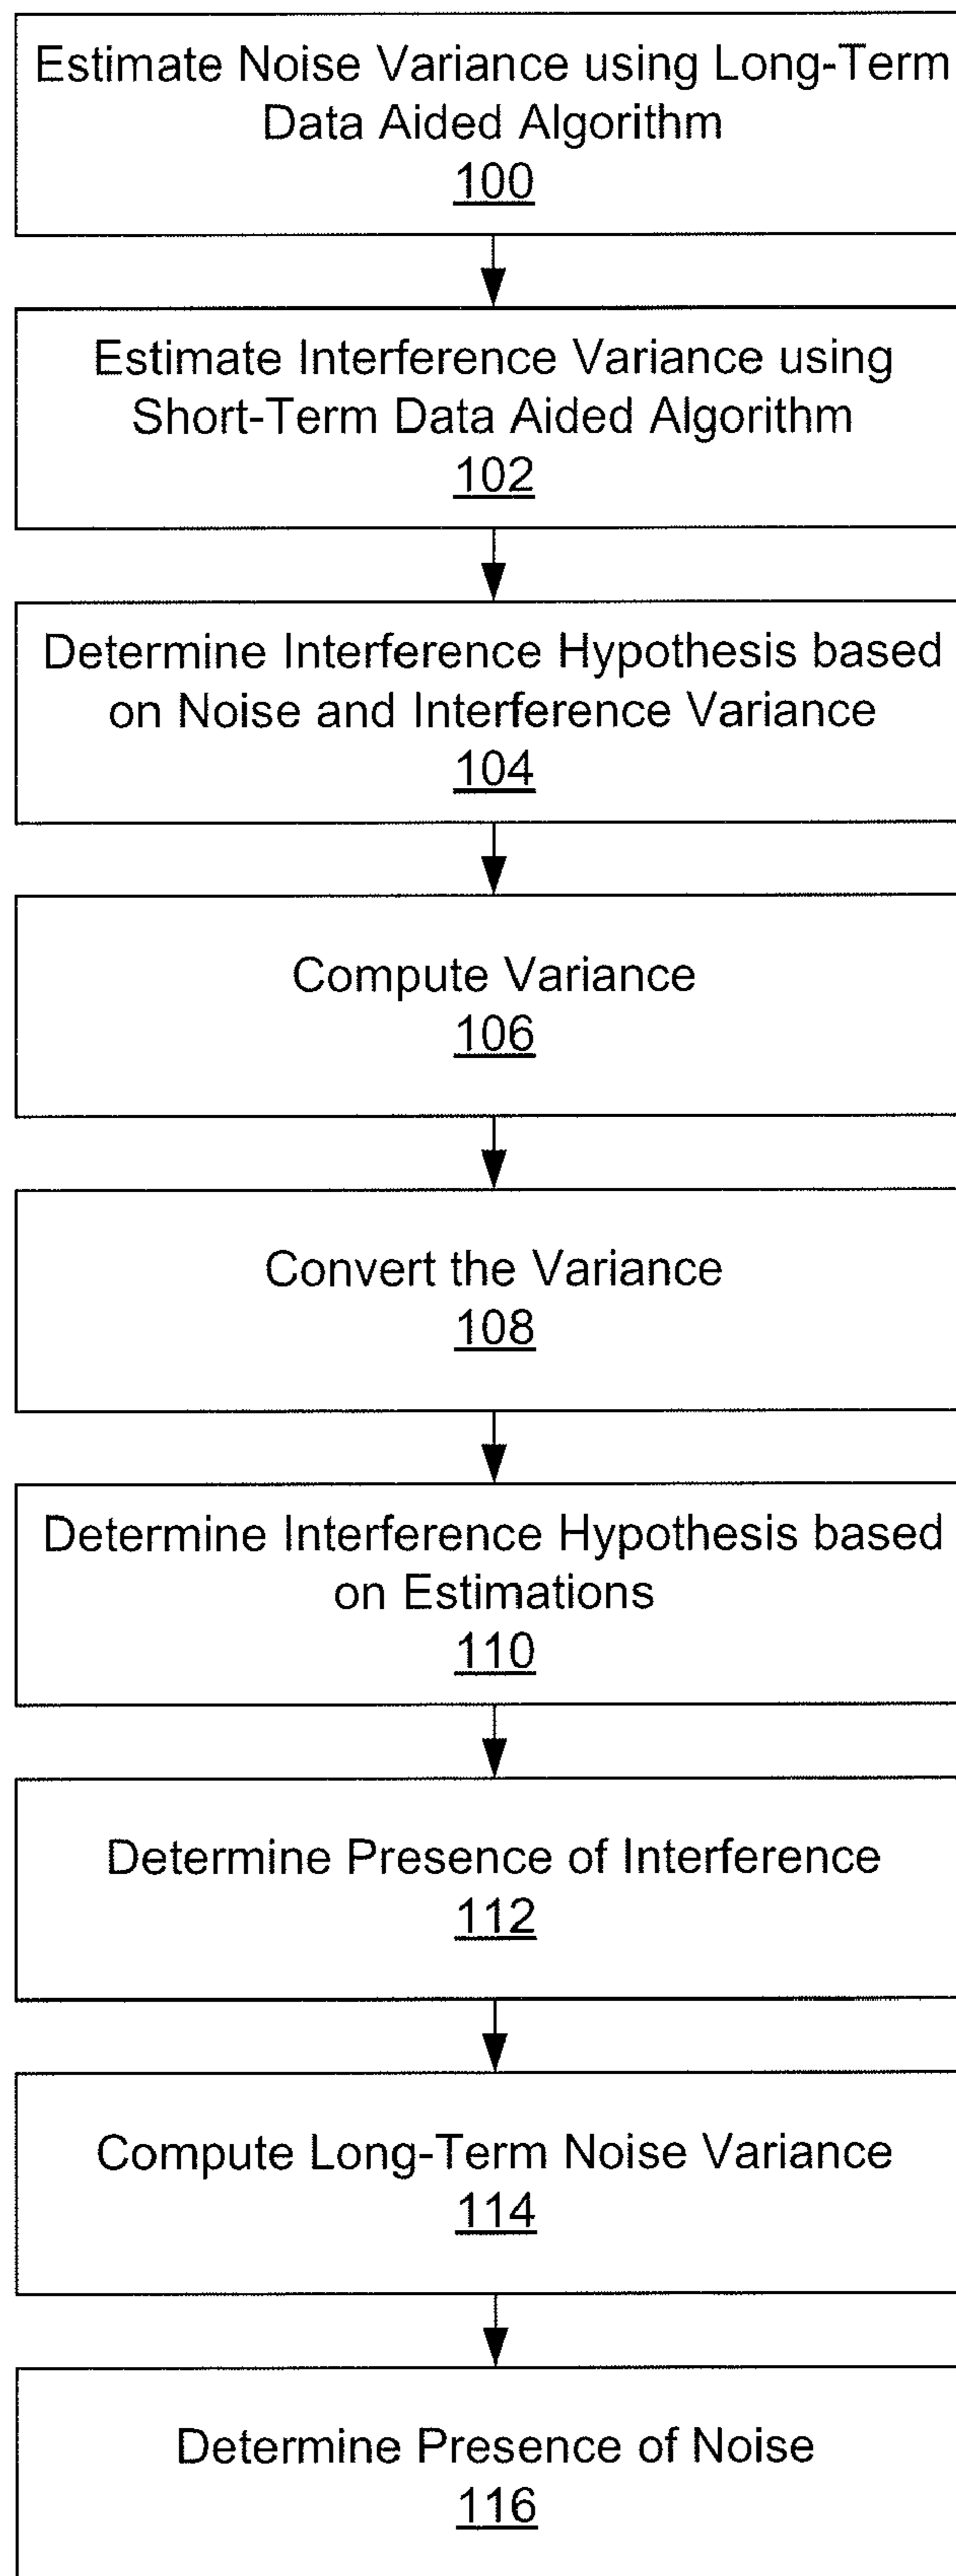 Estimate Noise Variance using Long-Term
Data Aided Algorithm
100
Estimate Interference Variance using
Short-Term Data Aided Algorithm
102
Determine Interference Hypothesis based
on Noise and Interference Variance
104
Compute Variance
106
Convert the Variance
108
Determine Interference Hypothesis based
on Estimations
110
Determine Presence of Interference
112
Compute Long-Term Noise Variance
114
Determine Presence of Noise
116